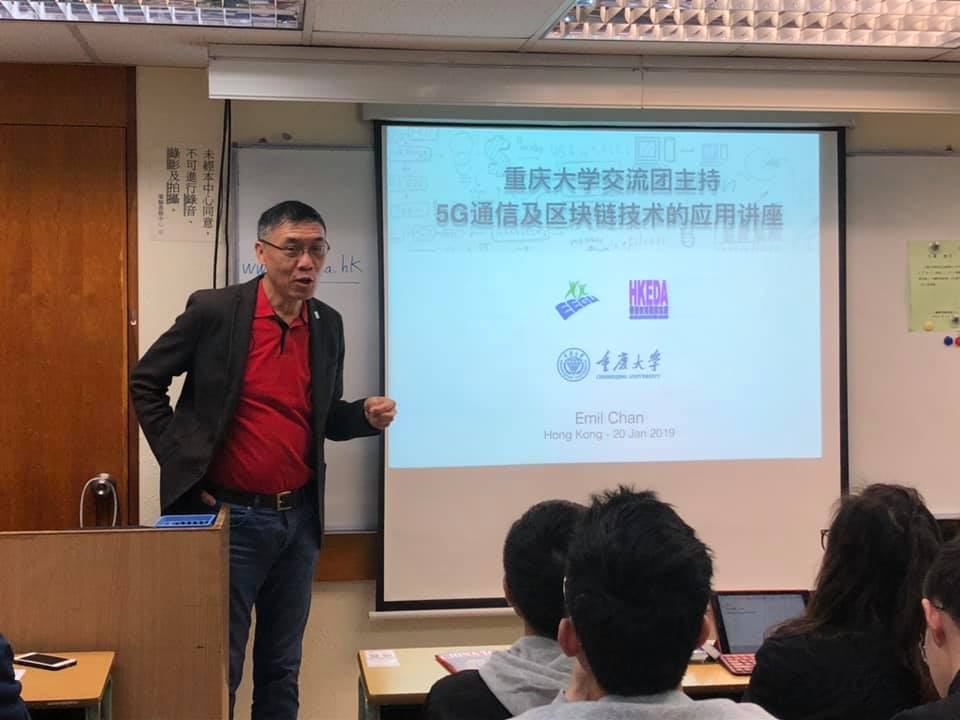 未經本中心同意，
不可進行錄音、
錄影及拍攝。
重庆大学交流团主持
5G通信及区块链技术的应用讲座
HKEDA
重庆大学
CHONGQING UNIVERSITY
Emil Chan
Hong Kong - 20 Jan 2019